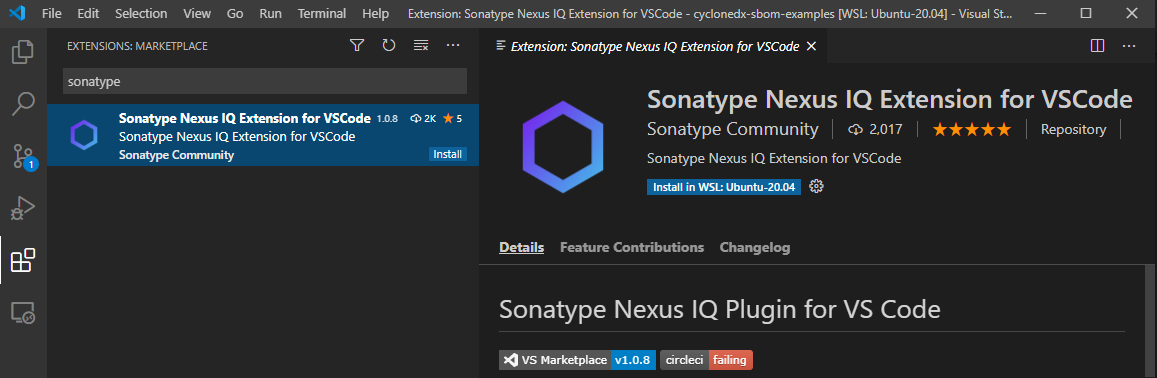 File Edit Selection View Go Run Terminal Help Extension: Sonatype Nexus IQ Extension for VSCode - cyclonedx-sbom-examples [WSL: Ubuntu-20.04] - Visual St...
EXTENSIONS: MARKETPLACE
Extension: Sonatype Nexus IQ Extension for VSCode
sonatype
Sonatype Nexus IQ Extension for VSCode 1.0.8 2K 5
Sonatype Nexus IQ Extension for VSCode
Sonatype Community Install
1
Sonatype Nexus IQ Extension for VSCode
Sonatype Community 2,017 Repository
Sonatype Nexus IQ Extension for VSCode
Install in WSL: Ubuntu-20.04
Details Feature Contributions Changelog
Sonatype Nexus IQ Plugin for VS Code
VS Marketplace v1.0.8 circleci failing